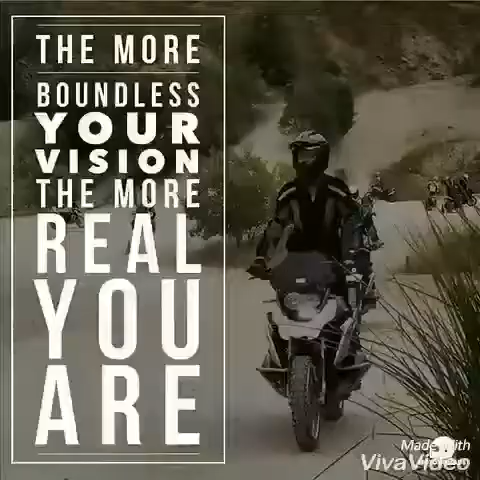 THE MORE
BOUNDLESS
YOUR
VISION
THE MORE
REAL
YOU
ARE
Made With
VivaVideo